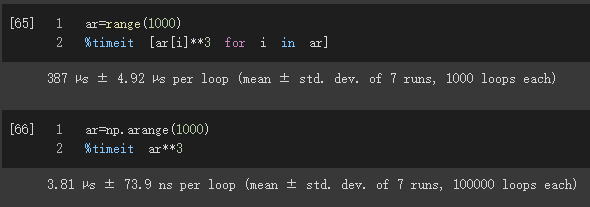 [65] 1 ar=range(1000)
2 %timeit [ar[i]**3 for i in ar]
387 µs ± 4.92 µs per loop (mean ± std. dev. of 7 runs, 1000 loops each)
[66] 1 ar=np.arange(1000)
2 %timeit ar**3
3.81 µs ± 73.9 ns per loop (mean ± std. dev. of 7 runs, 100000 loops each)